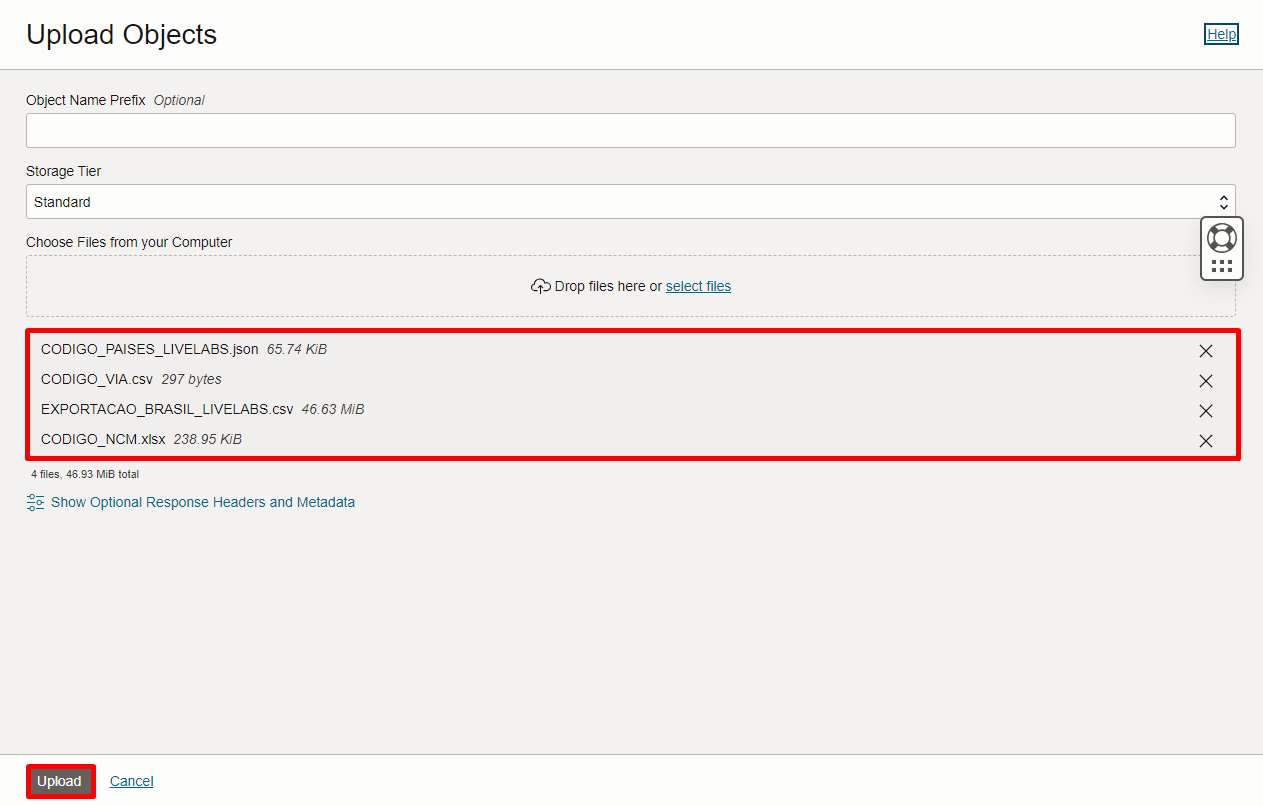 Upload Objects
Help
Object Name Prefix Optional
Storage Tier
Standard
Choose Files from your Computer
Drop files here or select files
CODIGO_PAISES_LIVELABS.json 65.74 KiB
CODIGO_VIA.csv 297 bytes
EXPORTACAO_BRASIL_LIVELABS.csv 46.63 MiB
CODIGO_NCM.xlsx 238.95 KiB
4 files, 46.93 MiB total
Show Optional Response Headers and Metadata
Upload Cancel